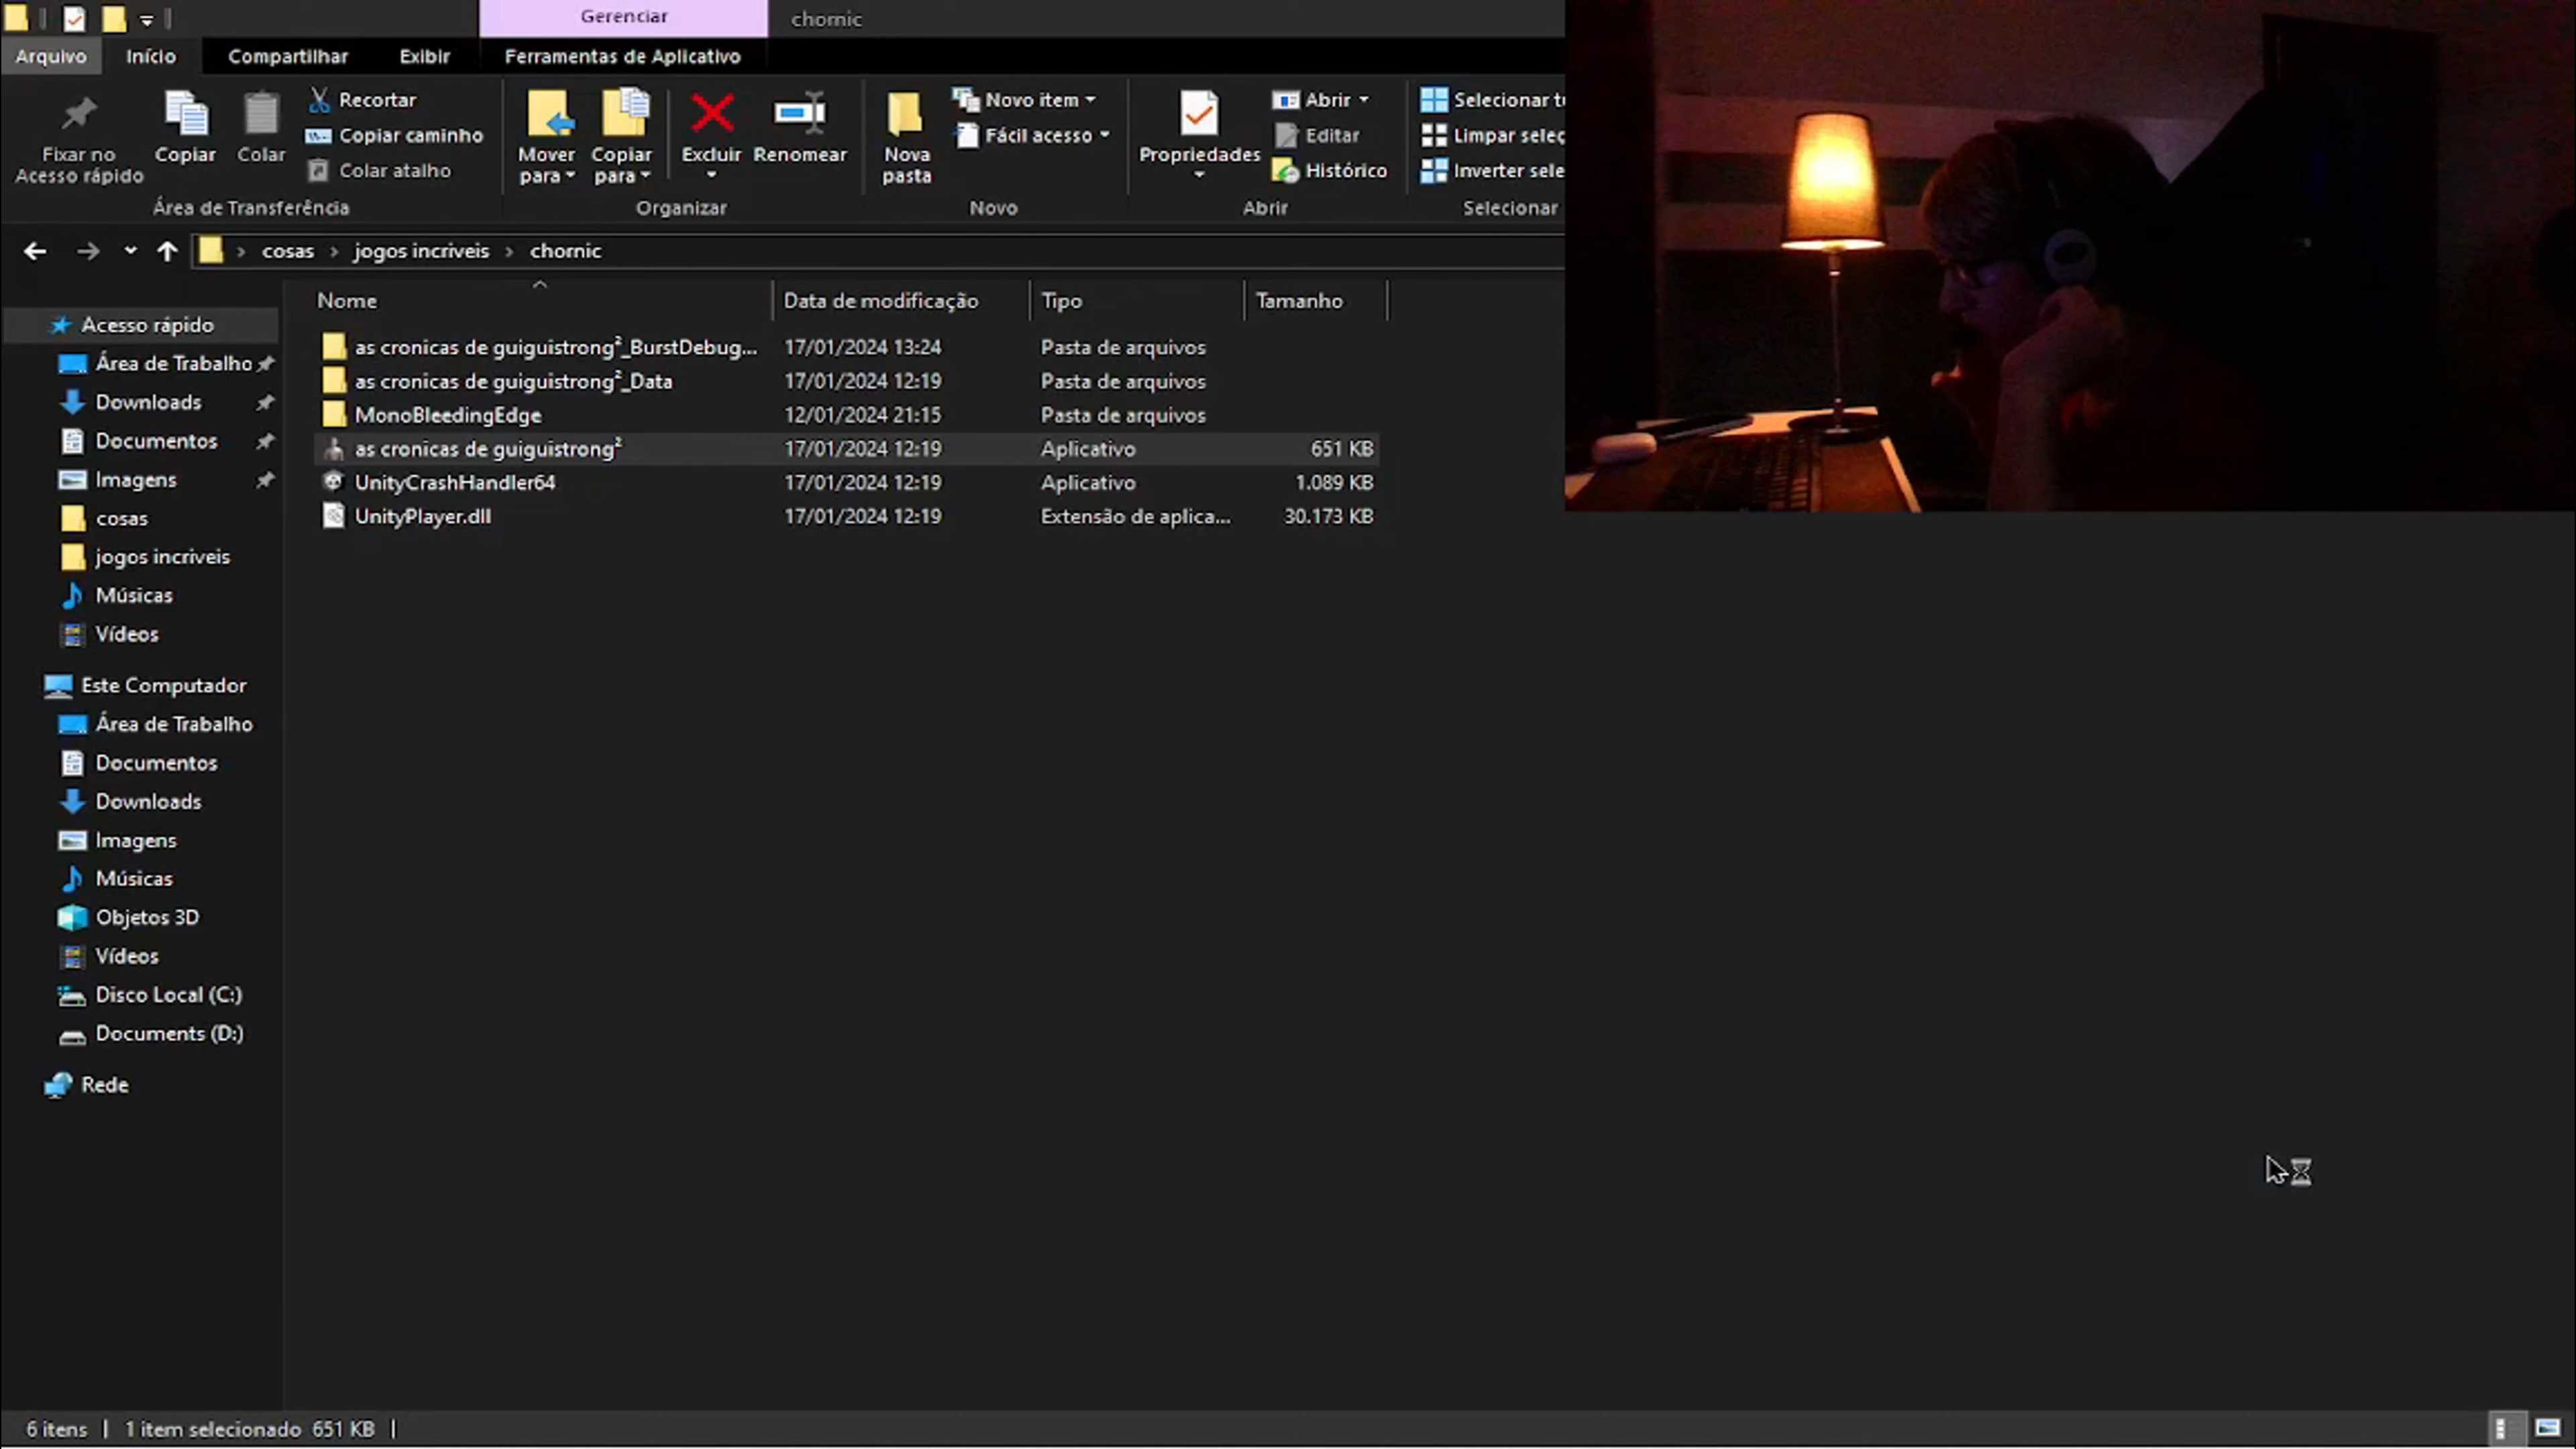 Gerenciar
chornic
Arquivo
Início
Compartilhar
Exibir
Ferramentas de Aplicativo
Fixar no
Acesso rápido
Copiar
Colar
Recortar
Copiar caminho
Colar atalho
Área de Transferência
Mover
para
Copiar
para
Excluir
Renomear
Organizar
Nova
pasta
Novo item
Fácil acesso
Novo
Propriedades
Abrir
Editar
Histórico
Abrir
Selecionar tu
Limpar seleç
Inverter sele
Selecionar
cosas
jogos incriveis
chornic
Nome
Data de modificação
Tipo
Tamanho
as cronicas de guiguistrong²_BurstDebug... 17/01/2024 13:24 Pasta de arquivos
as cronicas de guiguistrong²_Data 17/01/2024 12:19 Pasta de arquivos
MonoBleedingEdge 12/01/2024 21:15 Pasta de arquivos
as cronicas de guiguistrong² 17/01/2024 12:19 Aplicativo 651 KB
UnityCrashHandler64 17/01/2024 12:19 Aplicativo 1.089 KB
UnityPlayer.dll 17/01/2024 12:19 Extensão de aplica... 30.173 KB
Acesso rápido
Área de Trabalho
Downloads
Documentos
Imagens
cosas
jogos incriveis
Músicas
Vídeos
Este Computador
Área de Trabalho
Documentos
Downloads
Imagens
Músicas
Objetos 3D
Vídeos
Disco Local (C:)
Documents (D:)
Rede
6 itens
1 item selecionado 651 KB